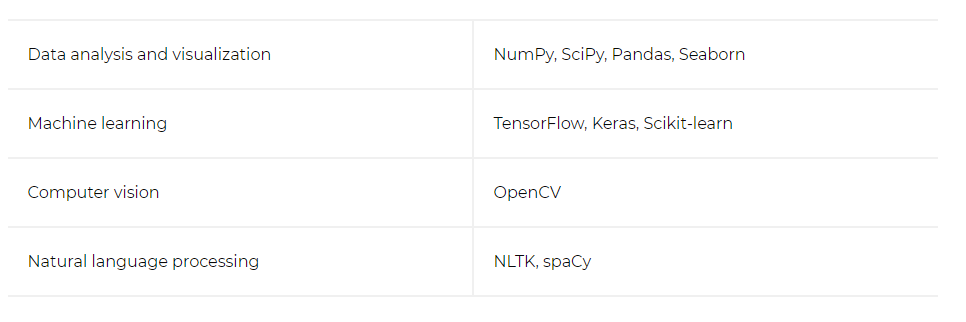 Data analysis and visualization NumPy, SciPy, Pandas, Seaborn
Machine learning TensorFlow, Keras, Scikit-learn
Computer vision OpenCV
Natural language processing NLTK, spaCy